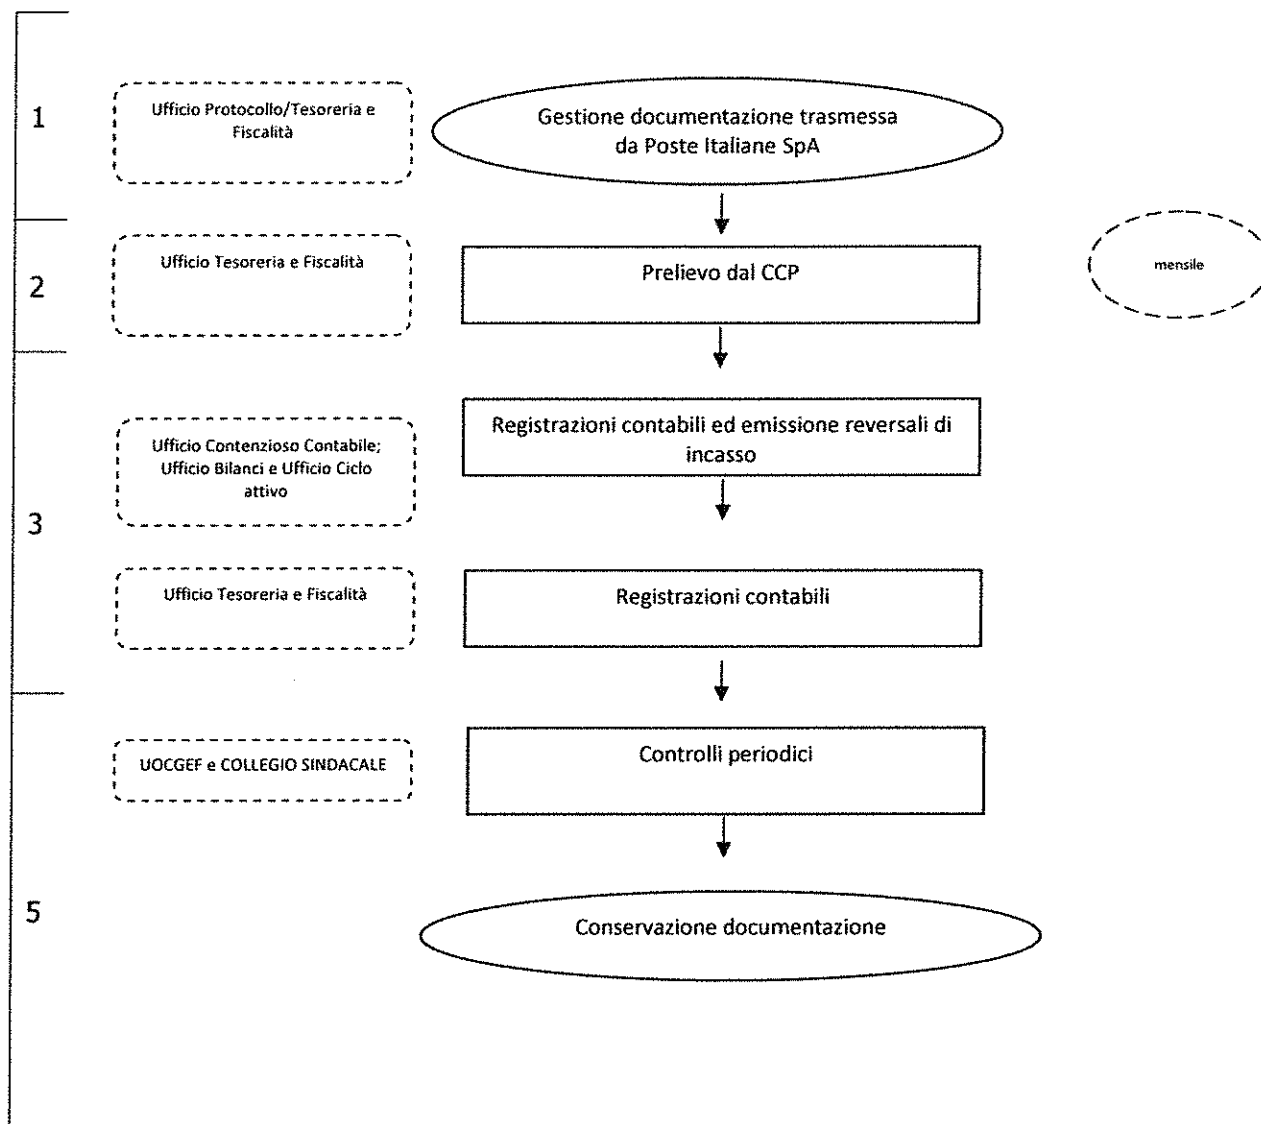 1
Ufficio Protocollo/Tesoreria e
Fiscalità
Gestione documentazione trasmessa
da Poste Italiane SpA
2
Ufficio Tesoreria e Fiscalità
Prelievo dal CCP
mensile
3
Ufficio Contenzioso Contabile;
Ufficio Bilanci e Ufficio Ciclo
attivo
Registrazioni contabili ed emissione reversali di
incasso
Ufficio Tesoreria e Fiscalità
Registrazioni contabili
UOCGEF e COLLEGIO SINDACALE
Controlli periodici
5
Conservazione documentazione